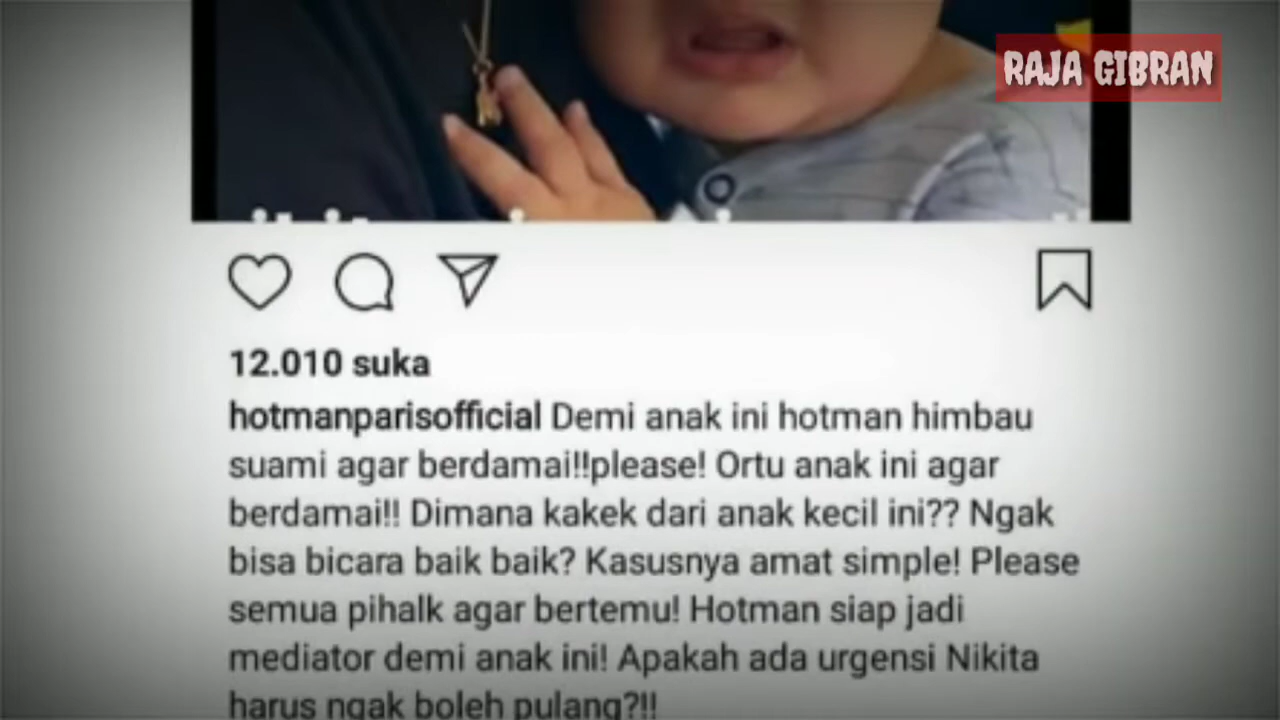 RAJA GIBRAN
12.010 suka
hotmanparisofficial Demi anak ini hotman himbau
suami agar berdamai!!please! Ortu anak ini agar
berdamai!! Dimana kakek dari anak kecil ini?? Ngak
bisa bicara baik baik? Kasusnya amat simple! Please
semua pihalk agar bertemu! Hotman siap jadi
mediator demi anak ini! Apakah ada urgensi Nikita
harus ngak boleh pulang?!!